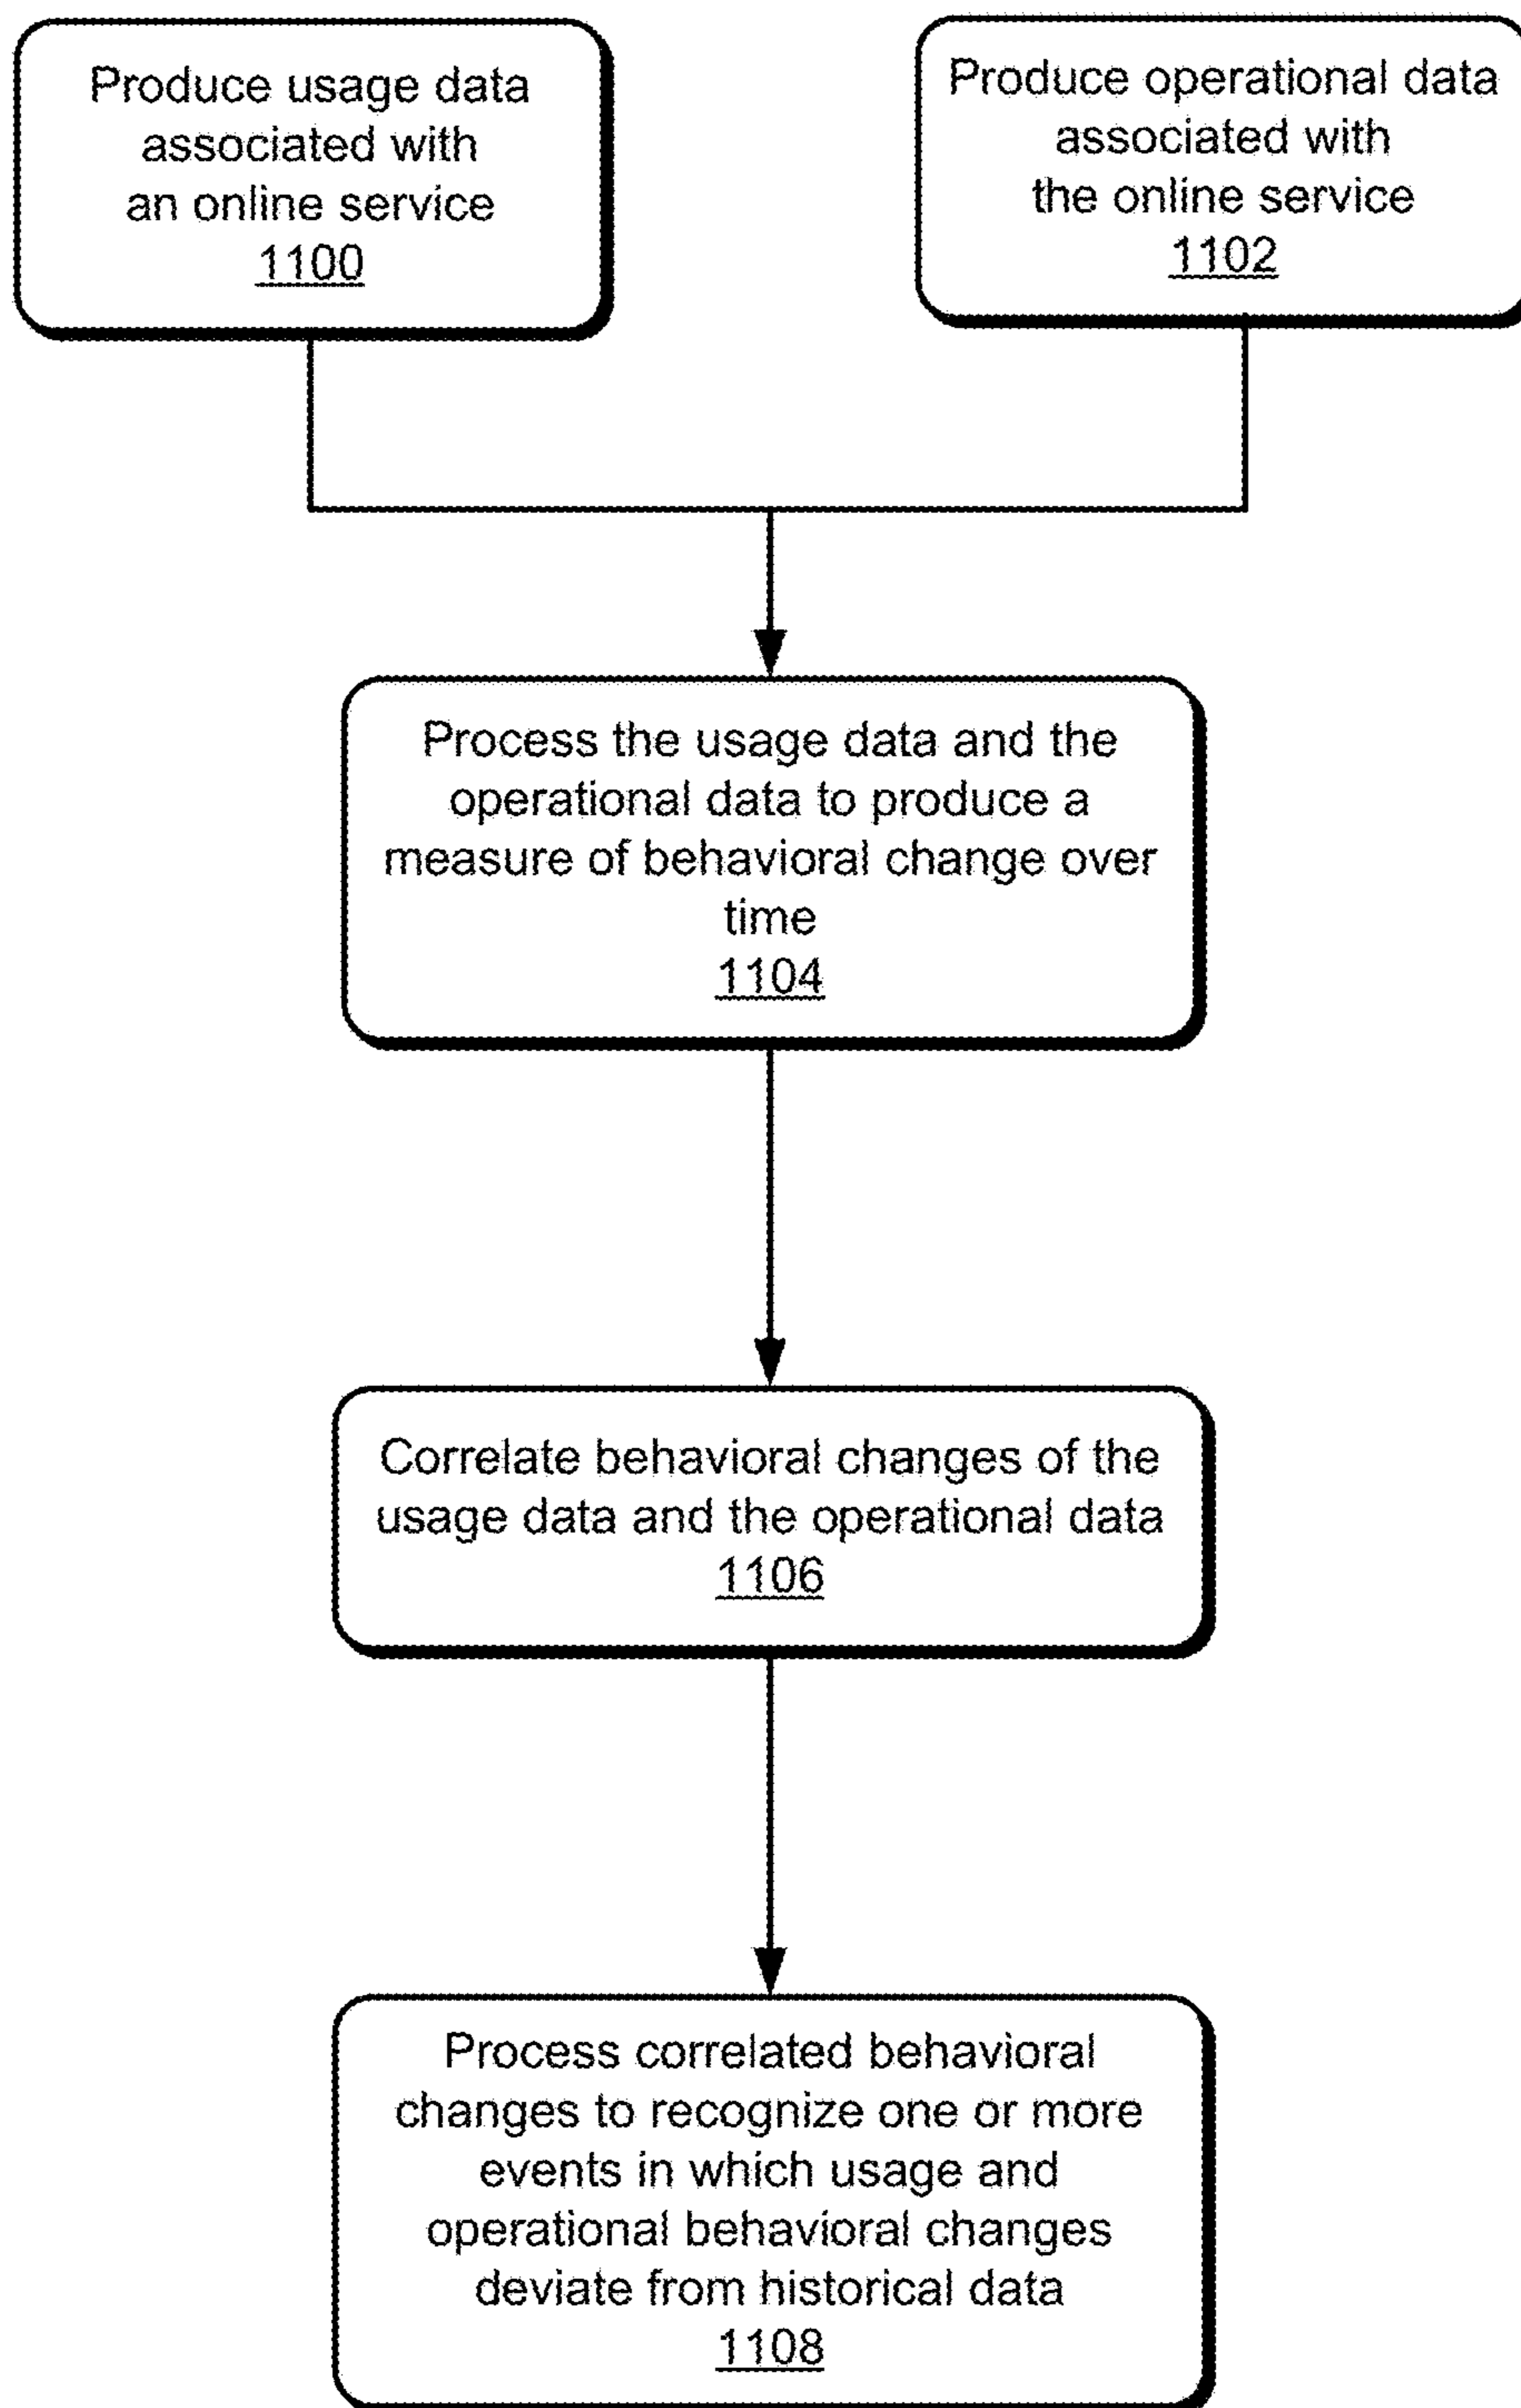 Produce usage data
associated with
an online service
1100
Produce operational data
associated with
the online service
1102
Process the usage data and the
operational data to produce a
measure of behavioral change over
time
1104
Correlate behavioral changes of the
usage data and the operational data
1106
Process correlated behavioral
changes to recognize one or more
events in which usage and
operational behavioral changes
deviate from historical data
1108